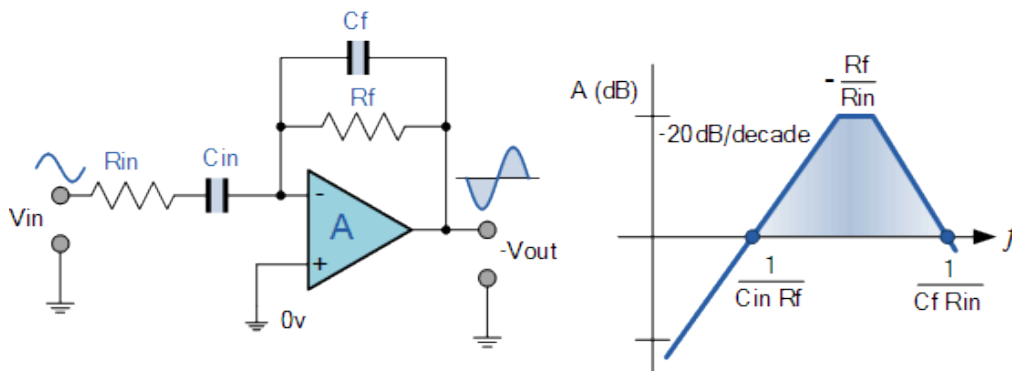 Cf
Rf
Rin
Cin
Vin
-
A
+
0v
-Vout
A (dB)
- Rf
Rin
-20dB/decade
f
1
Cin Rf
1
Cf Rin